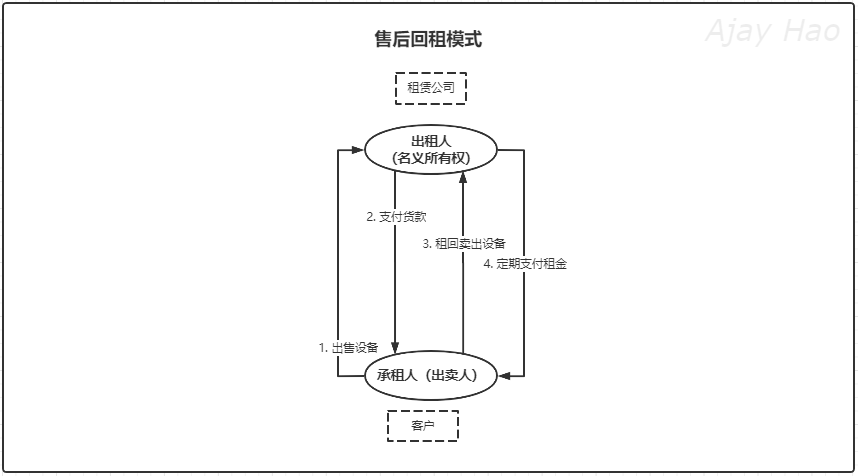 Ajay Hao
售后回租模式
租赁公司
出租人
（名义所有权）
2. 支付货款
3. 租回卖出设备
4. 定期支付租金
1. 出售设备
承租人（出卖人）
客户